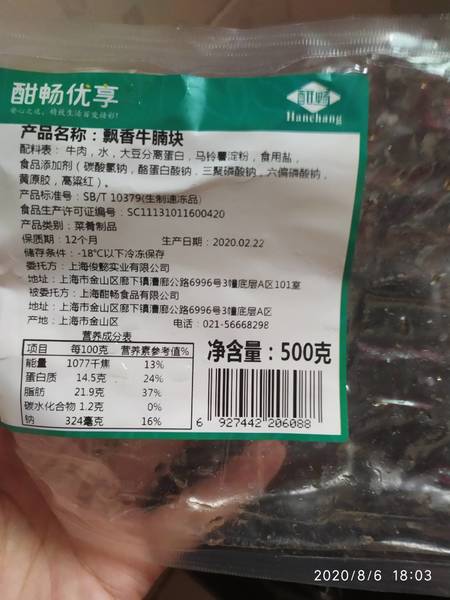 酣畅优享
安心之选，精致生活百变搭彩!
酣畅
Hanchang
产品名称：飘香牛腩块
配料表：牛肉，水，大豆分离蛋白，马铃薯淀粉，食用盐，
食品添加剂（碳酸氢钠，酪蛋白酸钠，三聚磷酸钠，六偏磷酸钠，
黄原胶，高粱红）。
产品标准号：SB/T 10379(生制速冻品)
食品生产许可证编号：SC11131011600420
产品类别：菜肴制品
保质期：12个月 生产日期：2020.02.22
储存条件：-18℃以下冷冻保存
委托方：上海俊懿实业有限公司
地址：上海市金山区廊下镇漕廊公路6996号3幢底层A区101室
被委托方：上海酣畅食品有限公司
地址：上海市金山区廊下镇漕廊公路6996号3幢底层A区
产地：上海市金山区 电话：021-56668298
营养成分表
项目 每100克 营养素参考值%
能量 1077千焦 13%
蛋白质 14.5克 24%
脂肪 21.9克 37%
碳水化合物 1.2克 0%
钠 324毫克 16%
净含量：500克
6 927442 206088
2020/8/6 18:03